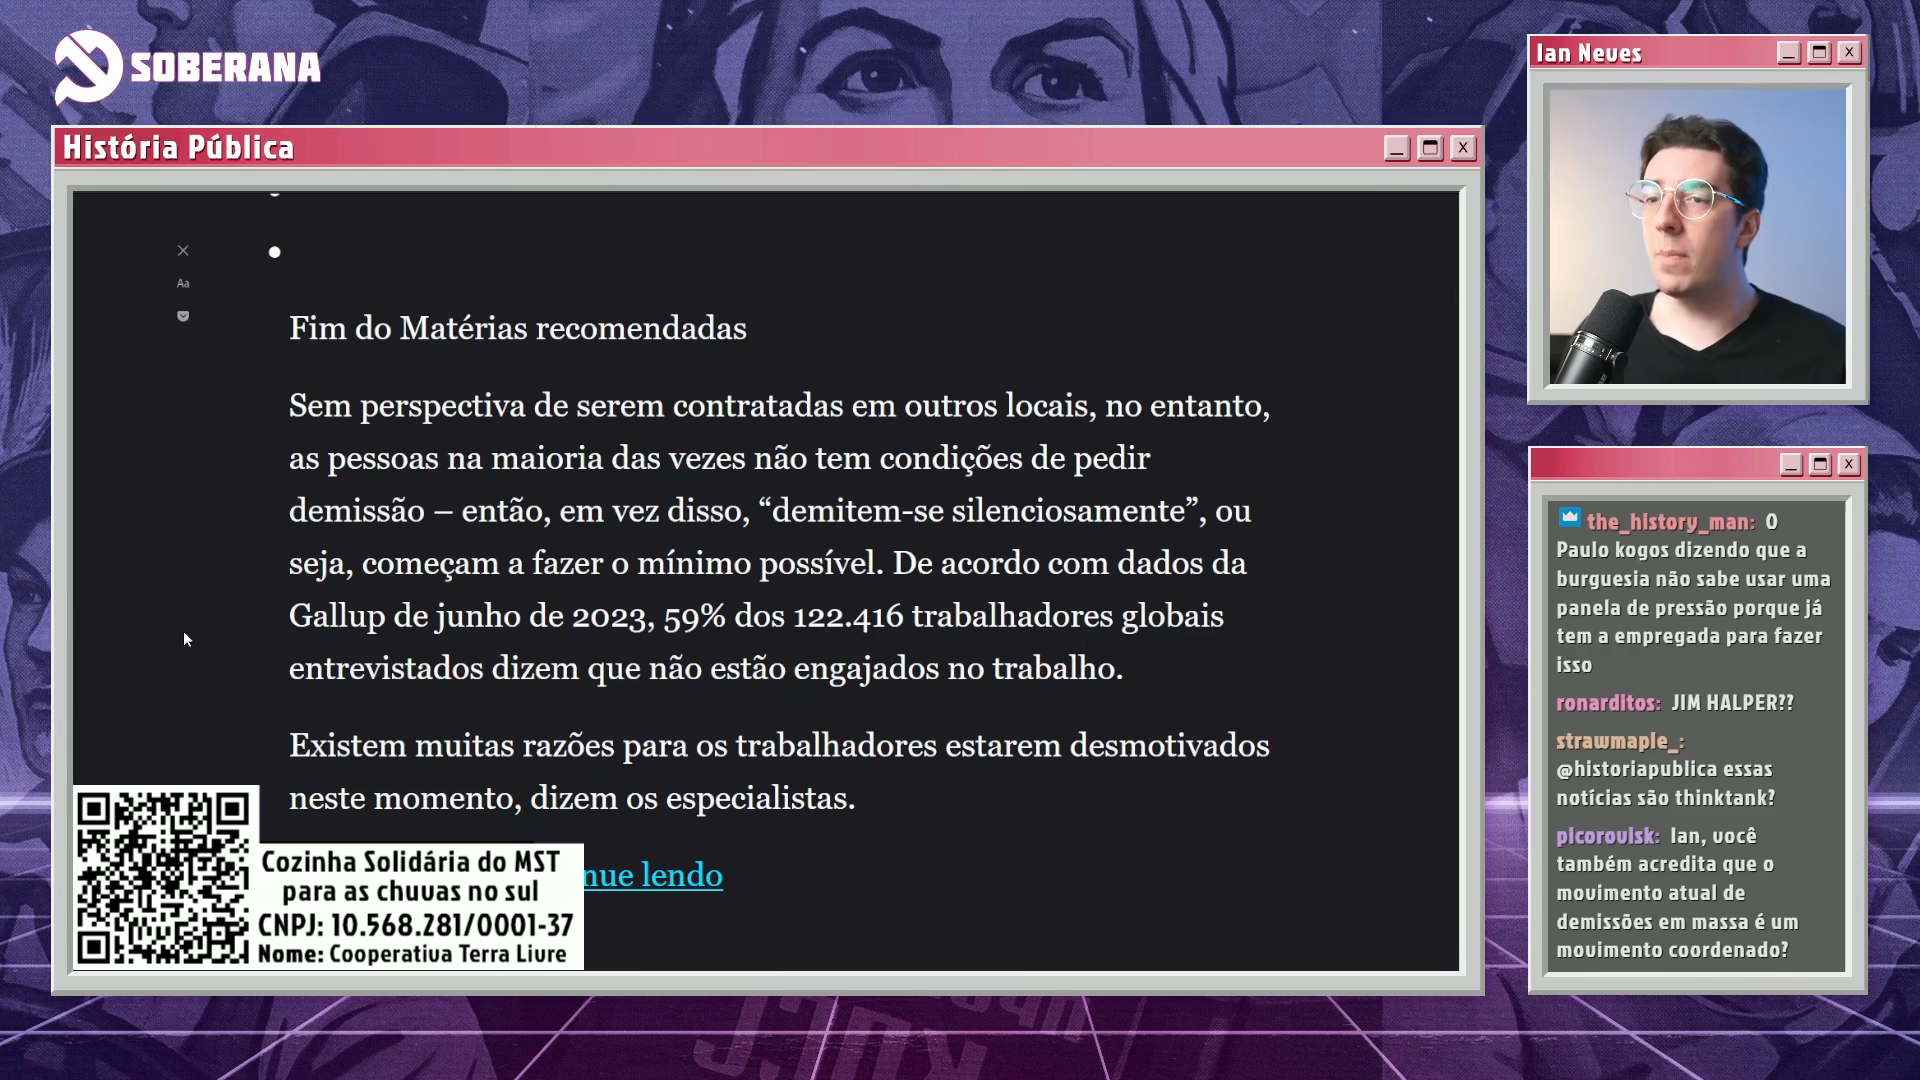 SOBERANA
História Pública
Aa
Fim do Matérias recomendadas
Sem perspectiva de serem contratadas em outros locais, no entanto,
as pessoas na maioria das vezes não tem condições de pedir
demissão – então, em vez disso, “demitem-se silenciosamente”, ou
seja, começam a fazer o mínimo possível. De acordo com dados da
Gallup de junho de 2023, 59% dos 122.416 trabalhadores globais
entrevistados dizem que não estão engajados no trabalho.
Existem muitas razões para os trabalhadores estarem desmotivados
neste momento, dizem os especialistas.
nue lendo
Cozinha Solidária do MST
para as chuvas no sul
CNPJ: 10.568.281/0001-37
Nome: Cooperativa Terra Livre
Ian Neves
the_history_man: O
Paulo kogos dizendo que a
burguesia não sabe usar uma
panela de pressão porque já
tem a empregada para fazer
isso
ronarditos: JIM HALPER??
strawmaple_:
@historiapublica essas
notícias são thinktank?
picorovisk: Ian, você
também acredita que o
movimento atual de
demissões em massa é um
movimento coordenado?